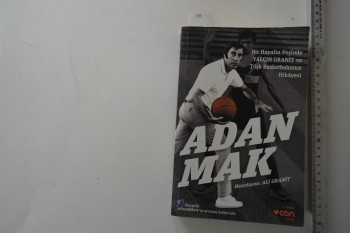 Bir Hayalin Peşinde
YALÇIN GRANİT ve
Türk Basketbolunun
Hikâyesi
ADAN
MAK
Hazırlayan: ALİ GRANİT
can